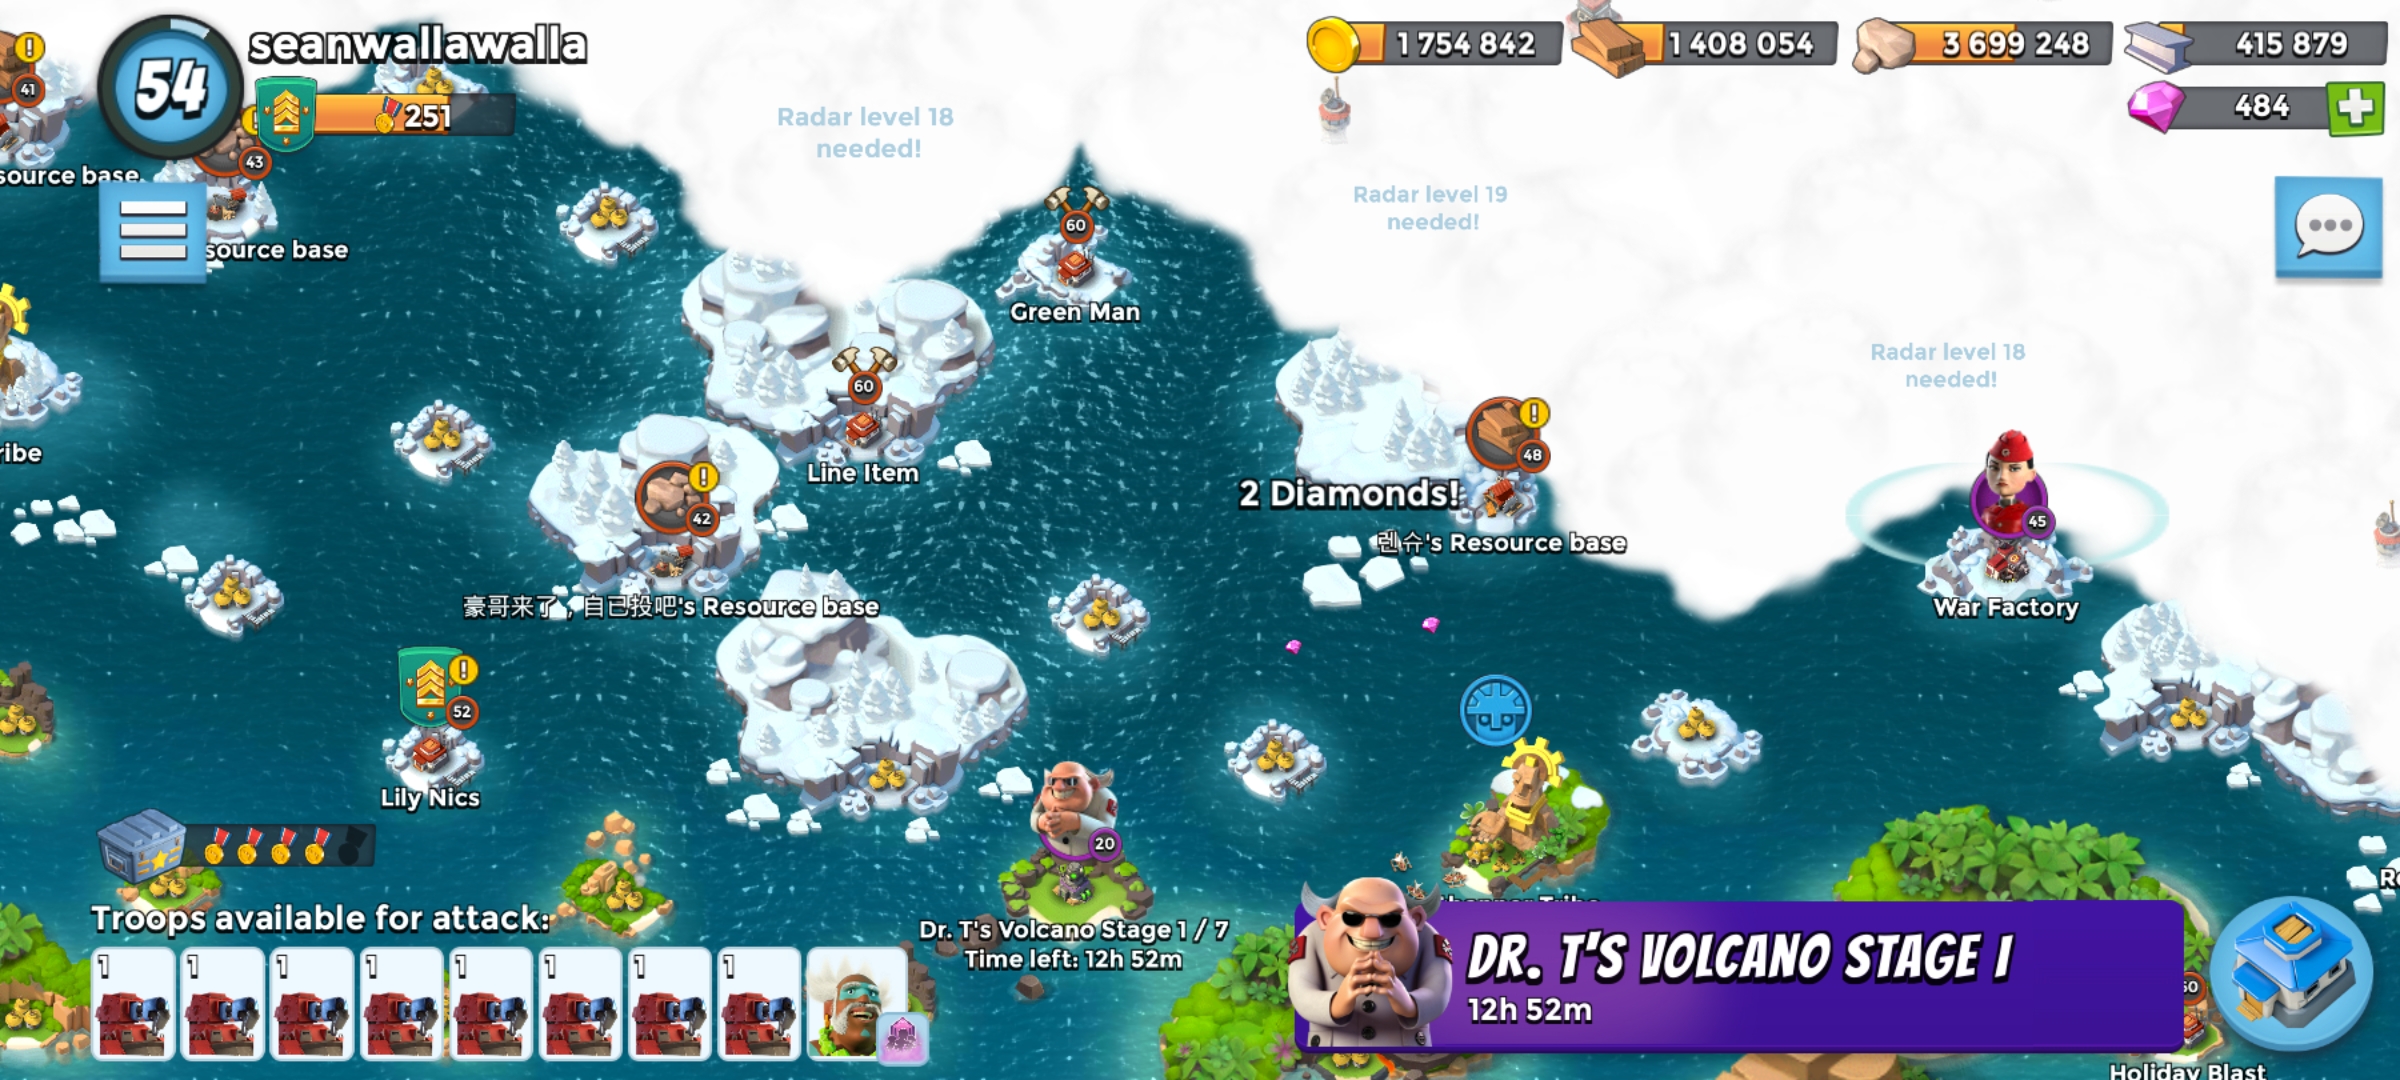 54
seanwallawalla
251
1 754 842
1 408 054
3 699 248
415 879
484
41
43
source base
source base
Radar level 18
needed!
Radar level 19
needed!
Radar level 18
needed!
60
Green Man
60
Line Item
ribe
42
豪哥来了，自已投吧's Resource base
2 Diamonds!
48
렌슈's Resource base
45
War Factory
52
Lily Nics
20
Dr. T's Volcano Stage 1 / 7
Time left: 12h 52m
Troops available for attack:
1
1
1
1
1
1
1
1
DR. T'S VOLCANO STAGE I
12h 52m
Holiday Blast